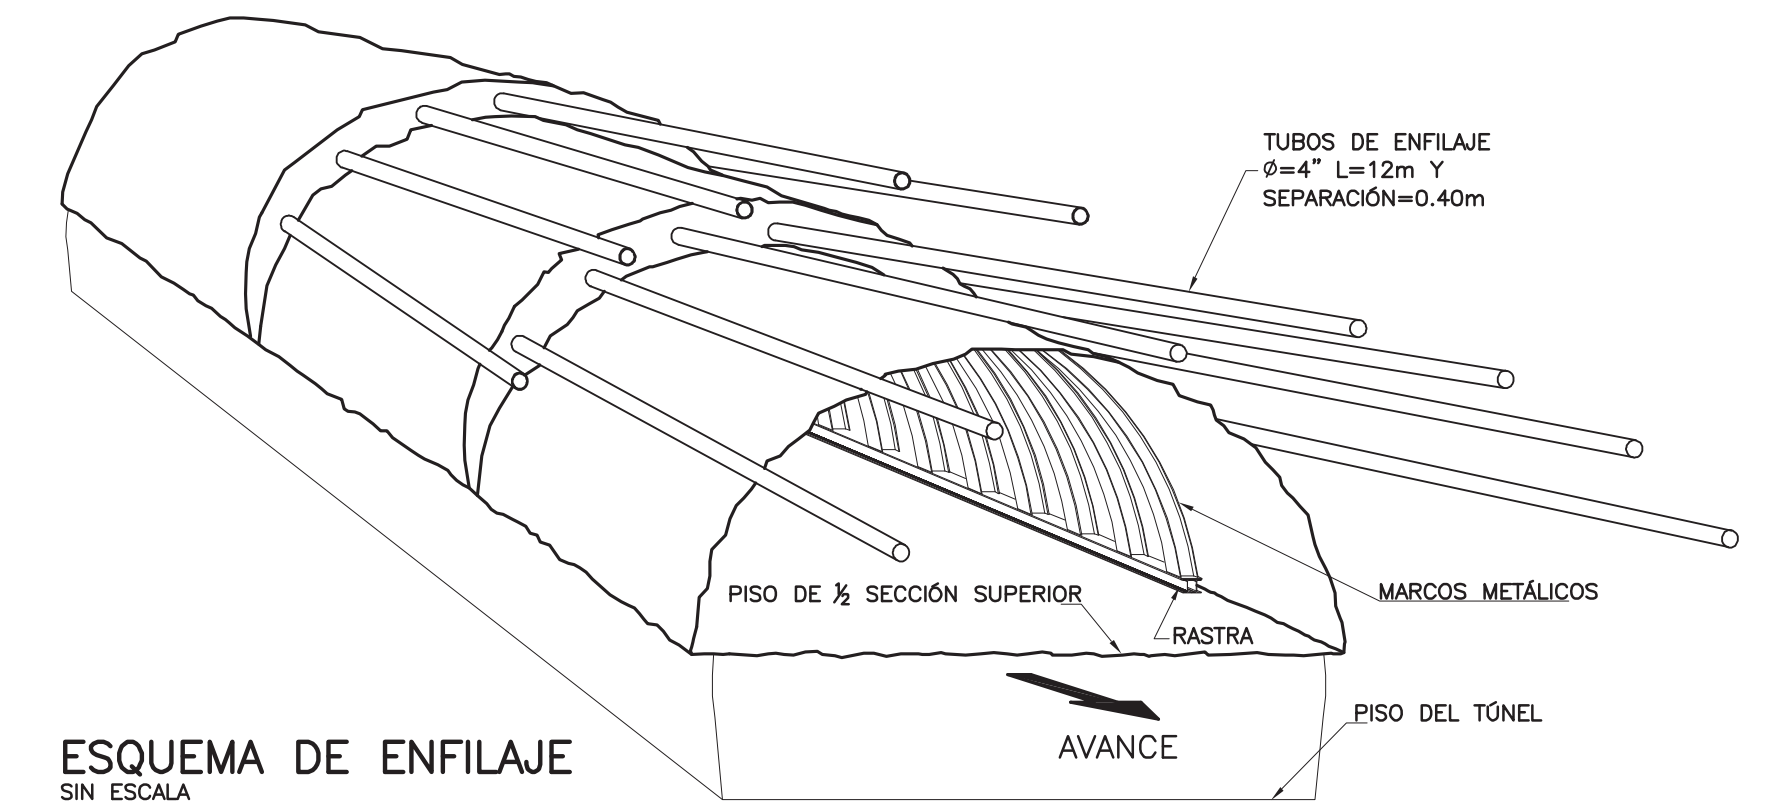 TUBOS DE ENFILAJE
Ø=4" L=12m Y
SEPARACIÓN=0.40m
PISO DE ½ SECCIÓN SUPERIOR
MARCOS METÁLICOS
RASTRA
PISO DEL TÚNEL
AVANCE
ESQUEMA DE ENFILAJE
SIN ESCALA